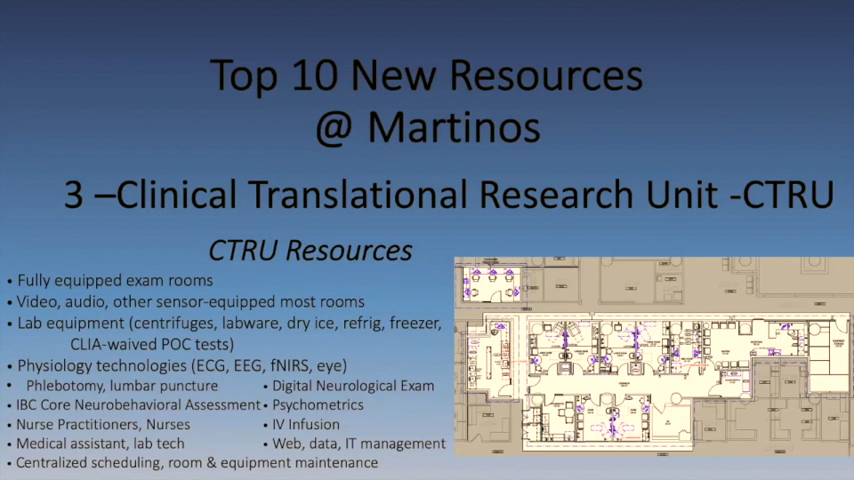 Top 10 New Resources
@ Martinos
3 –Clinical Translational Research Unit -CTRU
CTRU Resources
• Fully equipped exam rooms
• Video, audio, other sensor-equipped most rooms
• Lab equipment (centrifuges, labware, dry ice, refrig, freezer,
CLIA-waived POC tests)
• Physiology technologies (ECG, EEG, fNIRS, eye)
• Phlebotomy, lumbar puncture • Digital Neurological Exam
• IBC Core Neurobehavioral Assessment • Psychometrics
• Nurse Practitioners, Nurses • IV Infusion
• Medical assistant, lab tech • Web, data, IT management
• Centralized scheduling, room & equipment maintenance